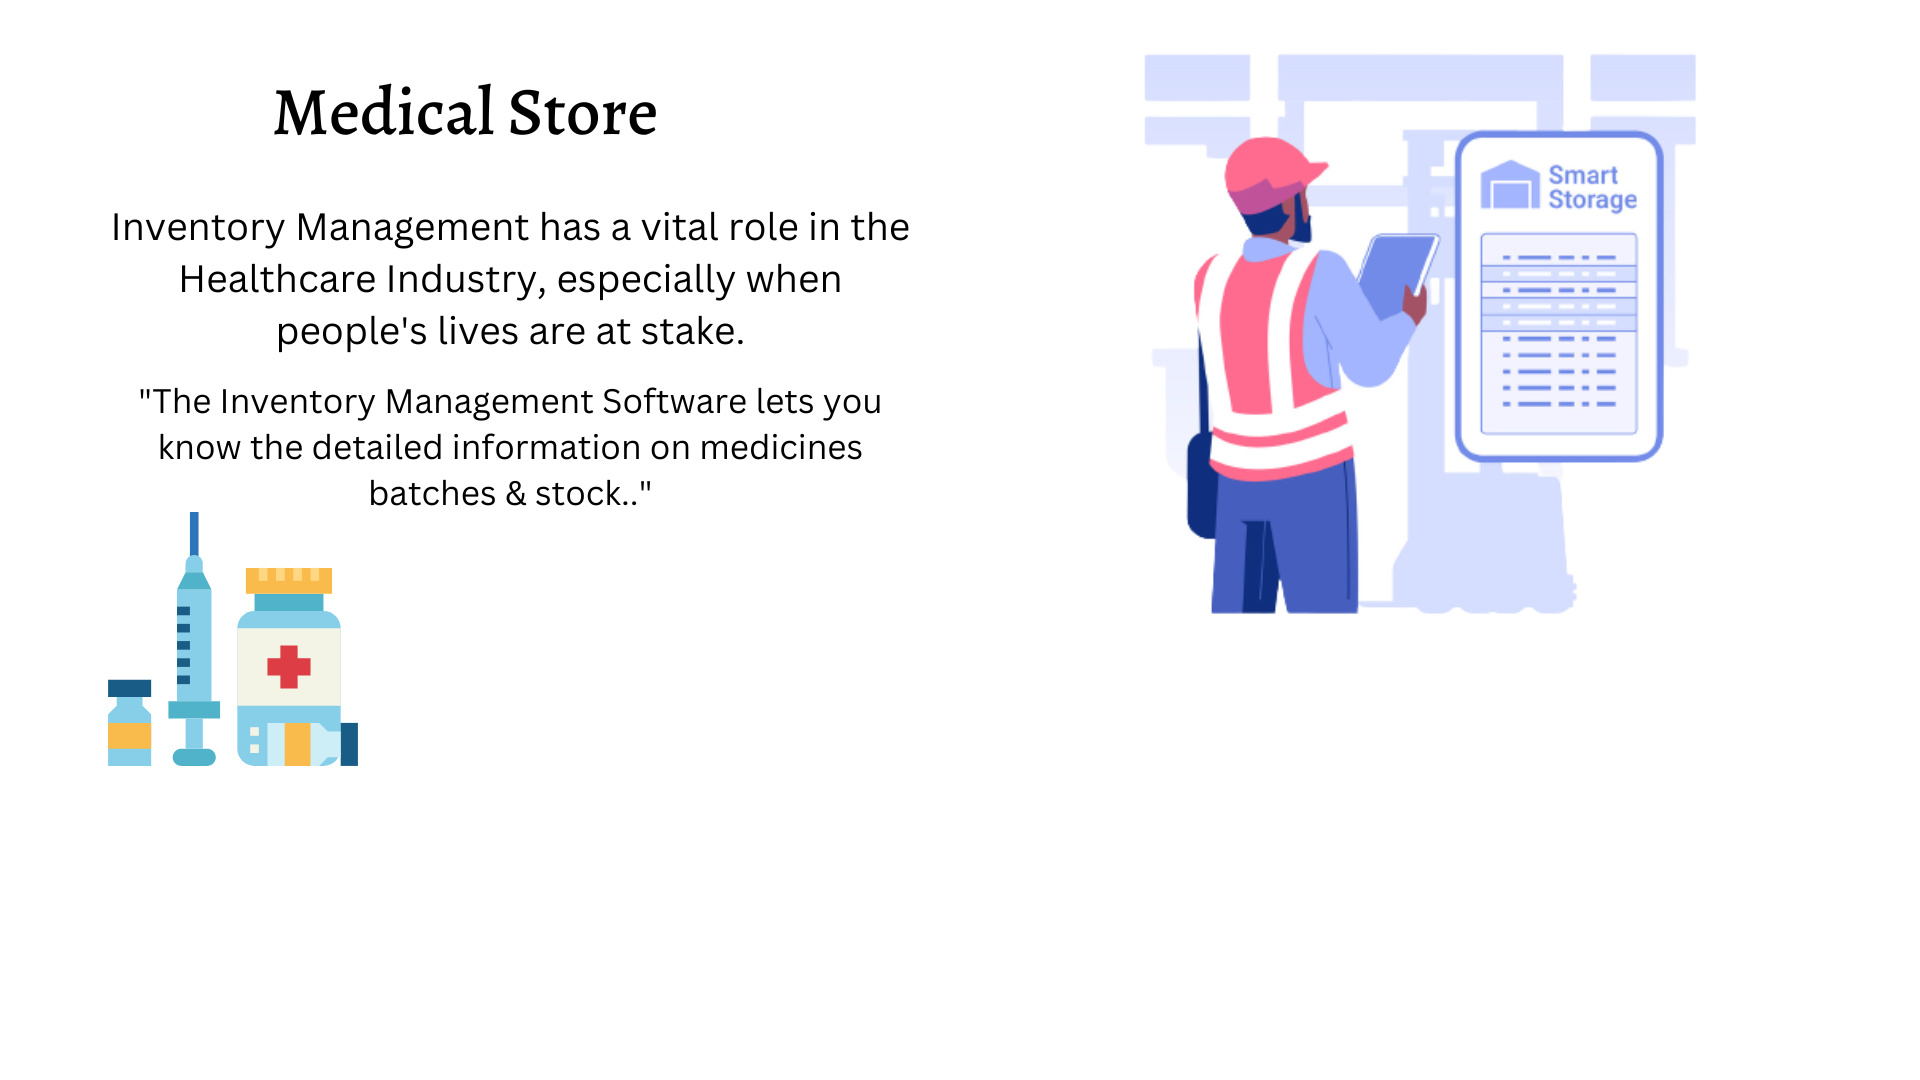 Medical Store
Inventory Management has a vital role in the
Healthcare Industry, especially when
people's lives are at stake.
"The Inventory Management Software lets you
know the detailed information on medicines
batches & stock.."
Smart
Storage